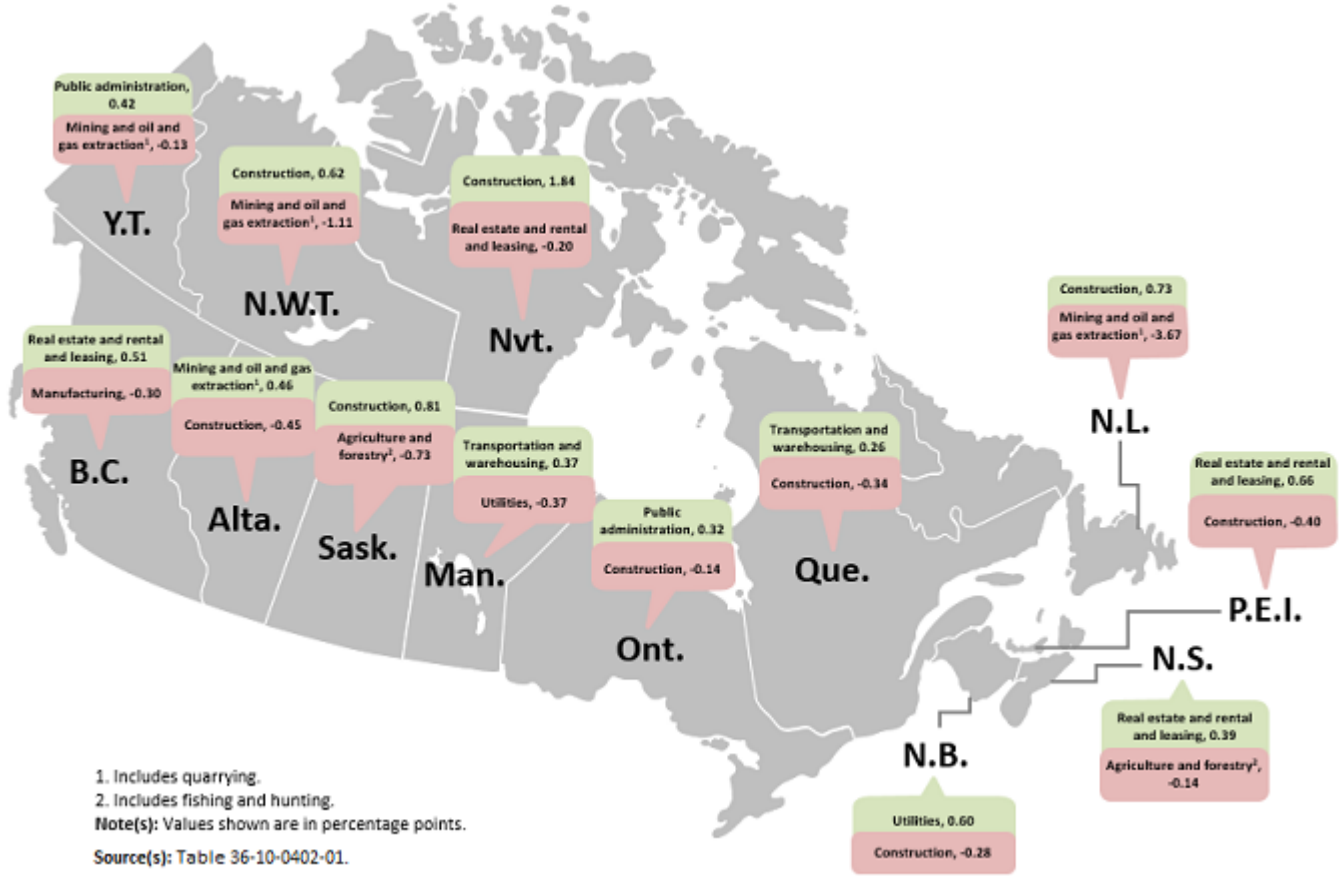 Public administration,
0.42
Mining and oil and
gas extraction¹, -0.13
Y.T.
Construction, 0.62
Mining and oil and
gas extraction¹, -1.11
N.W.T.
Construction, 1.84
Real estate and rental
and leasing, -0.20
Nvt.
Construction, 0.73
Mining and oil and
gas extraction¹, -3.67
N.L.
Real estate and rental
and leasing, 0.51
Manufacturing, -0.30
B.C.
Mining and oil and gas
extraction¹, 0.46
Construction, -0.45
Alta.
Construction, 0.81
Agriculture and
forestry², -0.73
Sask.
Transportation and
warehousing, 0.37
Utilities, -0.37
Man.
Public
administration, 0.32
Construction, -0.14
Ont.
Transportation and
warehousing, 0.26
Construction, -0.34
Que.
Real estate and rental
and leasing, 0.66
Construction, -0.40
P.E.I.
N.S.
Real estate and rental
and leasing, 0.39
Agriculture and forestry²,
-0.14
N.B.
Utilities, 0.60
Construction, -0.28
1. Includes quarrying.
2. Includes fishing and hunting.
Note(s): Values shown are in percentage points.
Source(s): Table 36-10-0402-01.